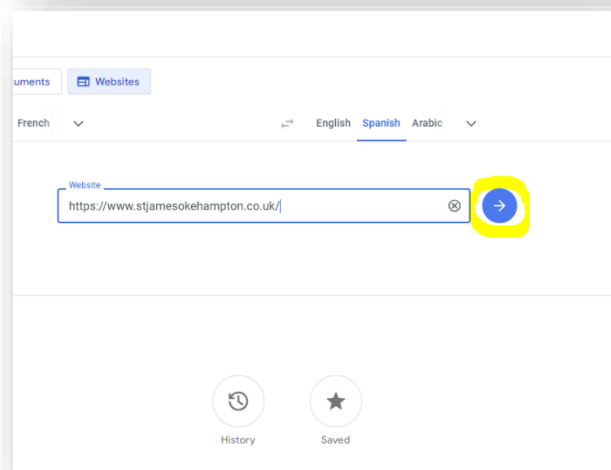 uments Websites
French English Spanish Arabic
Website
https://www.stjamesokehampton.co.uk/
History Saved